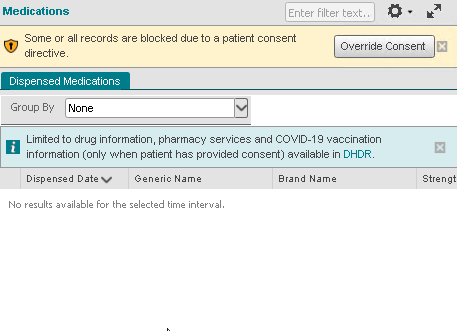 Medications
Enter filter text..
Some or all records are blocked due to a patient consent
directive.
Override Consent
Dispensed Medications
Group By
None
Limited to drug information, pharmacy services and COVID-19 vaccination
information (only when patient has provided consent) available in DHDR.
Dispensed Date
Generic Name
Brand Name
Strengt
No results available for the selected time interval.